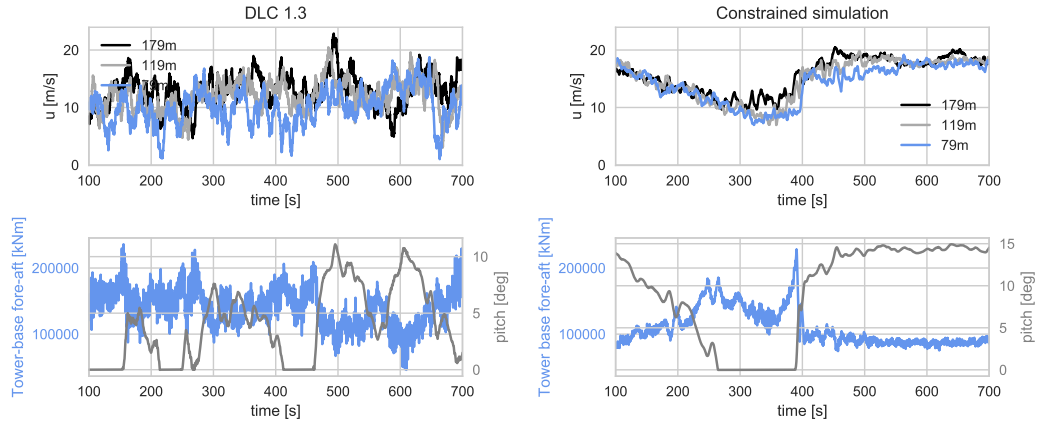 DLC 1.3
Constrained simulation
u [m/s]
20
10
0
179m
119m
100 200 300 400 500 600 700
time [s]
u [m/s]
20
10
0
179m
119m
79m
100 200 300 400 500 600 700
time [s]
Tower-base fore-aft [kNm]
200000
100000
10
5
0
pitch [deg]
100 200 300 400 500 600 700
time [s]
Tower-base fore-aft [kNm]
200000
100000
15
10
5
0
pitch [deg]
100 200 300 400 500 600 700
time [s]